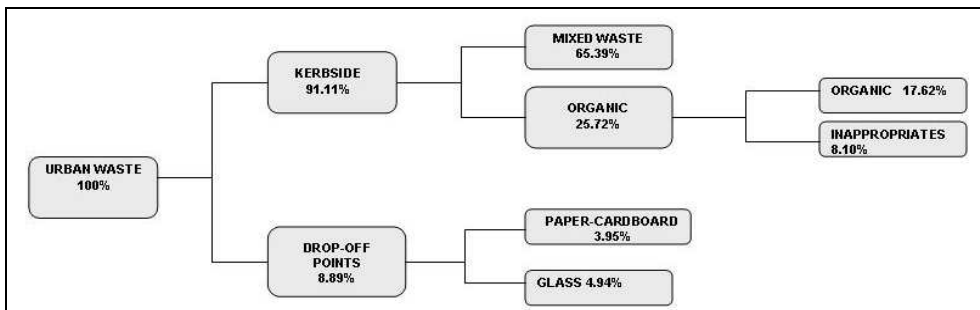 URBAN WASTE
100%
KERBSIDE
91.11%
DROP-OFF
POINTS
8.89%
MIXED WASTE
65.39%
ORGANIC
25.72%
PAPER-CARDBOARD
3.95%
GLASS 4.94%
ORGANIC 17.62%
INAPPROPRIATES
8.10%